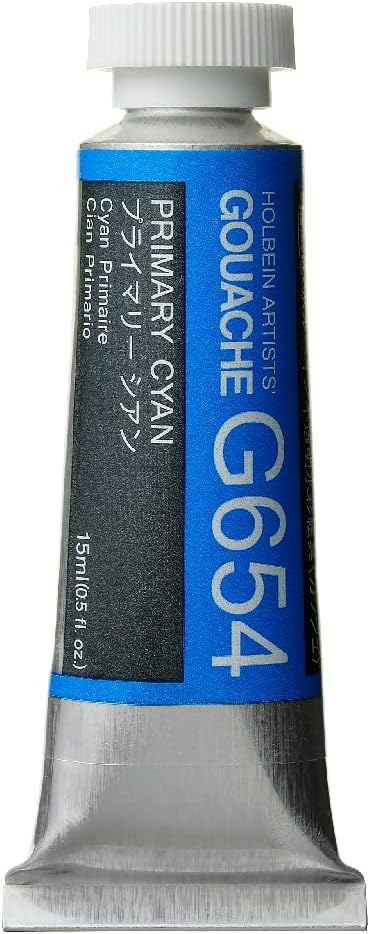 HOLBEIN ARTISTS'
GOUACHE
G654
PRIMARY CYAN
プライマリー シアン
Cyan Primaire
Cian Primario
15ml(0.5 fl. oz.)